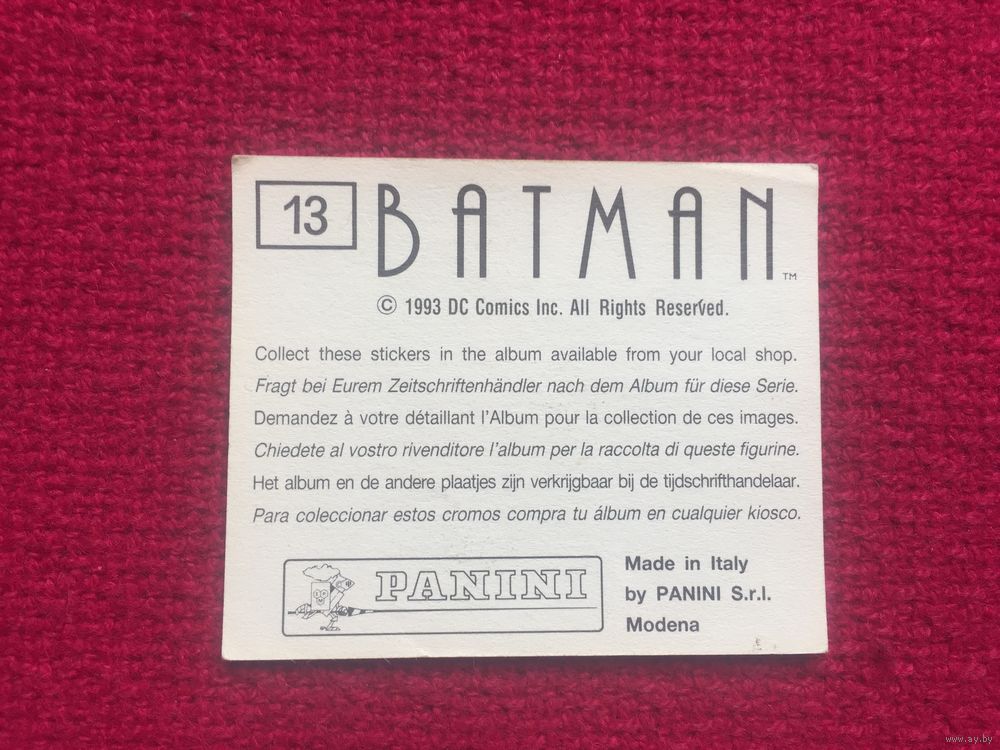 13
BATMAN™
© 1993 DC Comics Inc. All Rights Reserved.
Collect these stickers in the album available from your local shop.
Fragt bei Eurem Zeitschriftenhändler nach dem Album für diese Serie.
Demandez à votre détaillant l'Album pour la collection de ces images.
Chiedete al vostro rivenditore l'album per la raccolta di queste figurine.
Het album en de andere plaatjes zijn verkrijgbaar bij de tijdschrifthandelaar.
Para coleccionar estos cromos compra tu álbum en cualquier kiosco.
PANINI
Made in Italy
by PANINI S.r.l.
Modena
www.ay.by